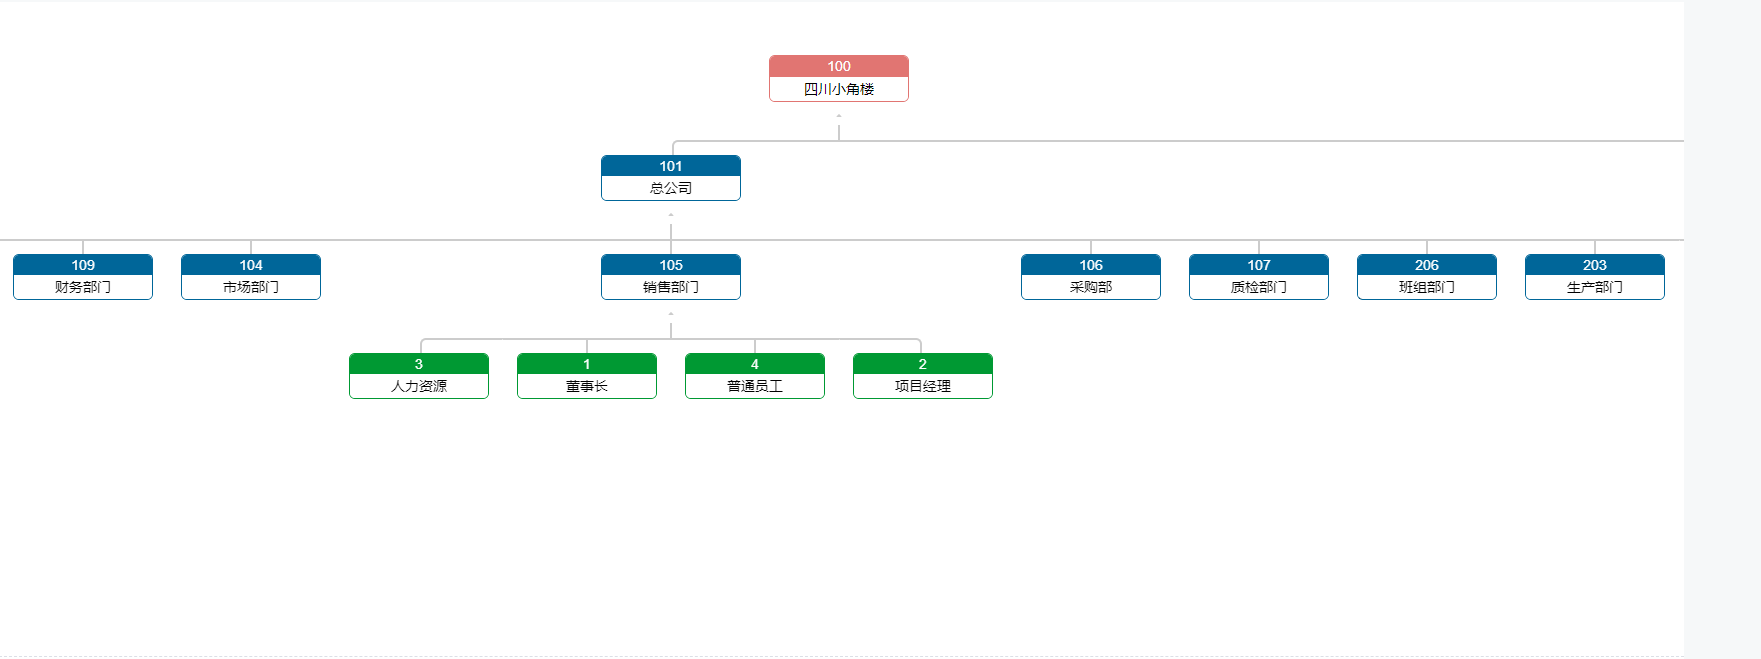 100
四川小角楼
101
总公司
109
财务部门
104
市场部门
105
销售部门
106
采购部
107
质检部门
206
班组部门
203
生产部门
3
人力资源
1
董事长
4
普通员工
2
项目经理